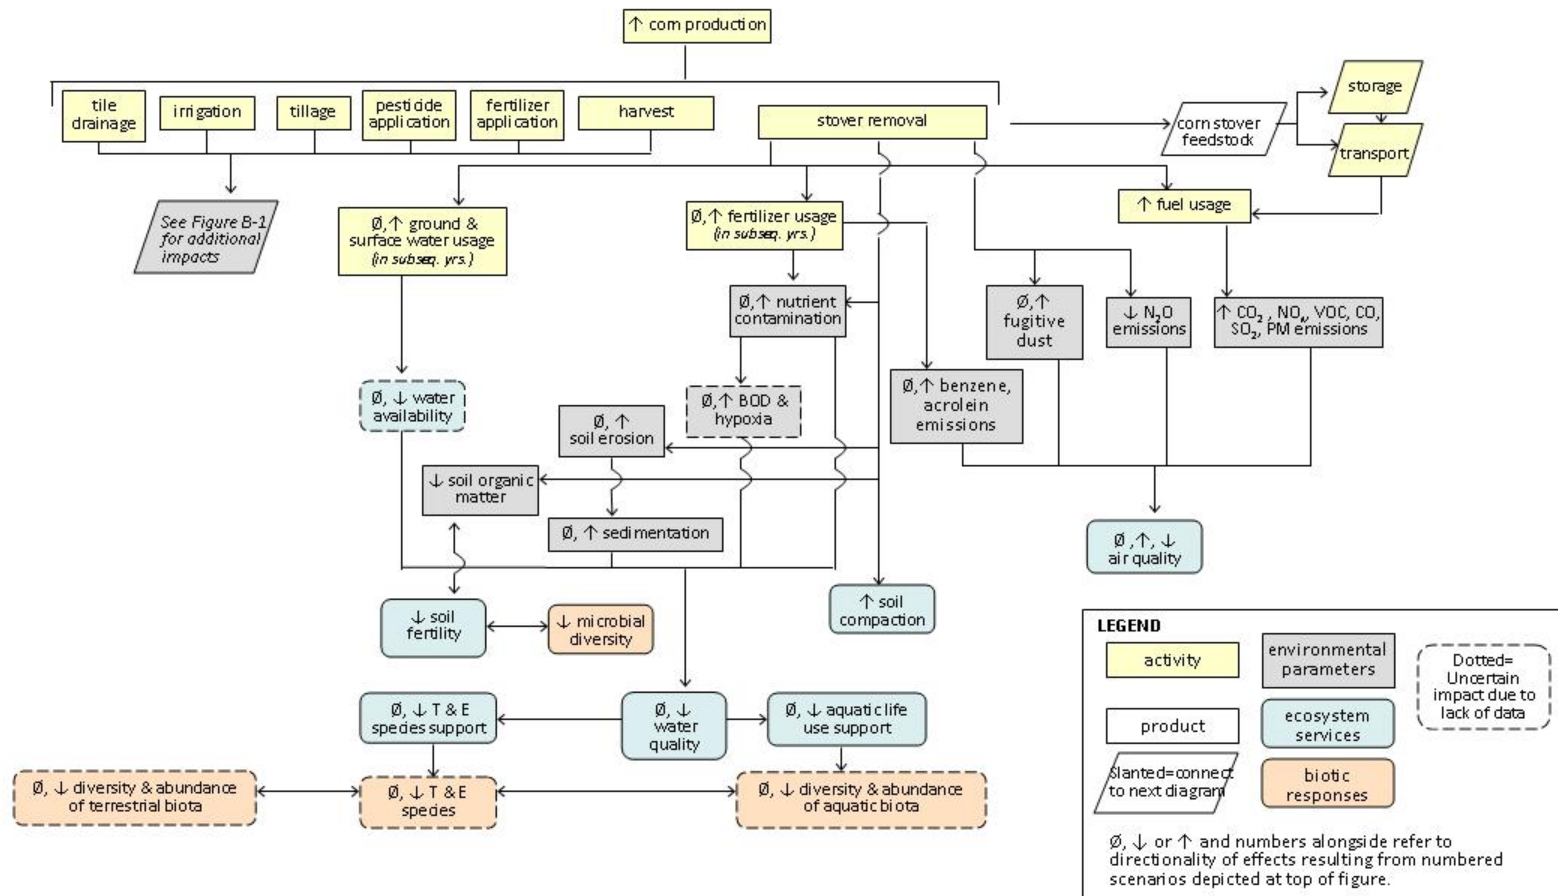 ↑ corn production
tile
drainage
irrigation
tillage
pesticide
application
fertilizer
application
harvest
stover removal
corn stover
feedstock
storage
transport
See Figure B-1
for additional
impacts
Ø,↑ ground &
surface water usage
(in subseq. yrs.)
Ø,↑ fertilizer usage
(in subseq. yrs.)
↑ fuel usage
Ø,↑ nutrient
contamination
Ø,↑
fugitive
dust
↓ N₂O
emissions
↑ CO₂ , NOₓ, VOC, CO,
SO₂, PM emissions
Ø, ↓ water
availability
Ø,↑ BOD &
hypoxia
Ø,↑ benzene,
acrolein
emissions
Ø, ↑
soil erosion
↓ soil organic
matter
Ø, ↑ sedimentation
Ø ,↑, ↓
air quality
↓ soil
fertility
↓ microbial
diversity
↑ soil
compaction
Ø, ↓ T & E
species support
Ø, ↓
water
quality
Ø, ↓ aquatic life
use support
Ø, ↓ diversity & abundance
of terrestrial biota
Ø, ↓ T & E
species
Ø, ↓ diversity & abundance
of aquatic biota
LEGEND
activity
environmental
parameters
Dotted=
Uncertain
impact due to
lack of data
product
ecosystem
services
Slanted=connect
to next diagram
biotic
responses
Ø, ↓ or ↑ and numbers alongside refer to
directionality of effects resulting from numbered
scenarios depicted at top of figure.